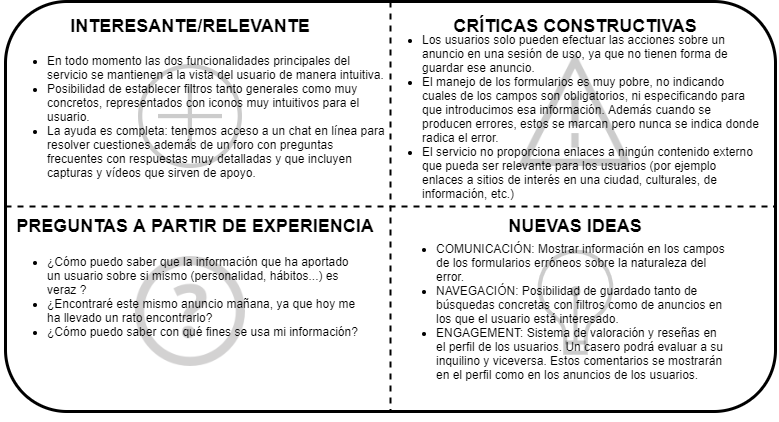 INTERESANTE/RELEVANTE
En todo momento las dos funcionalidades principales del
servicio se mantienen a la vista del usuario de manera intuitiva.
Posibilidad de establecer filtros tanto generales como muy
concretos, representados con iconos muy intuitivos para el
usuario.
La ayuda es completa: tenemos acceso a un chat en línea para
resolver cuestiones además de un foro con preguntas
frecuentes con respuestas muy detalladas y que incluyen
capturas y vídeos que sirven de apoyo.
CRÍTICAS CONSTRUCTIVAS
Los usuarios solo pueden efectuar las acciones sobre un
anuncio en una sesión de uso, ya que no tienen forma de
guardar ese anuncio.
El manejo de los formularios es muy pobre, no indicando
cuales de los campos son obligatorios, ni especificando para
que introducimos esa información. Además cuando se
producen errores, estos se marcan pero nunca se indica donde
radica el error.
El servicio no proporciona enlaces a ningún contenido externo
que pueda ser relevante para los usuarios (por ejemplo
enlaces a sitios de interés en una ciudad, culturales, de
información, etc.)
PREGUNTAS A PARTIR DE EXPERIENCIA
¿Cómo puedo saber que la información que ha aportado
un usuario sobre si mismo (personalidad, hábitos...) es
veraz ?
¿Encontraré este mismo anuncio mañana, ya que hoy me
ha llevado un rato encontrarlo?
¿Cómo puedo saber con qué fines se usa mi información?
NUEVAS IDEAS
COMUNICACIÓN: Mostrar información en los campos
de los formularios erróneos sobre la naturaleza del
error.
NAVEGACIÓN: Posibilidad de guardado tanto de
búsquedas concretas con filtros como de anuncios en
los que el usuario está interesado.
ENGAGEMENT: Sistema de valoración y reseñas en
el perfil de los usuarios. Un casero podrá evaluar a su
inquilino y viceversa. Estos comentarios se mostrarán
en el perfil como en los anuncios de los usuarios.